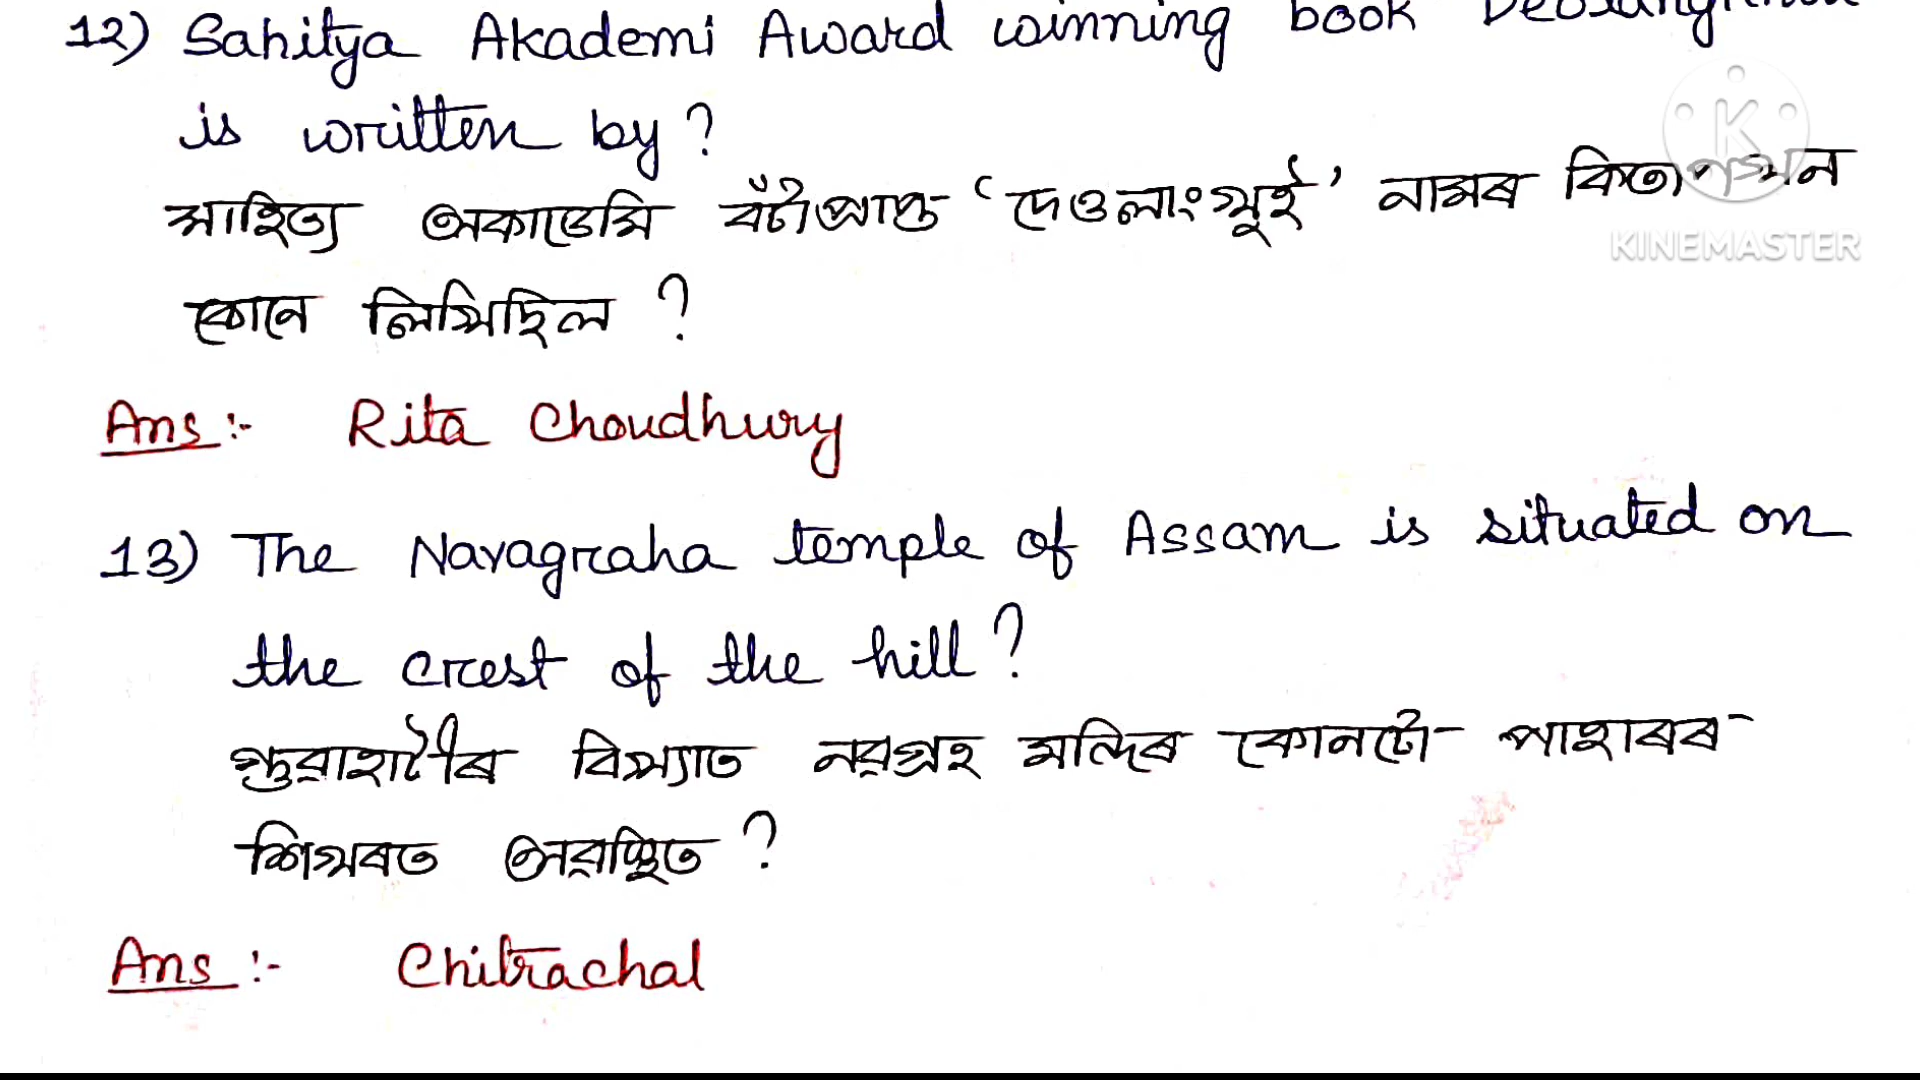 12) Sahitya Akademi Award winning book
is written by?
সাহিত্য অকাডেমি বঁটাপ্ৰাপ্ত ‘দেওলাংখুই’ নামৰ কিতাপখন
কোনে লিখিছিল ?
Ans :- Rita Choudhury
13) The Navagraha temple of Assam is situated on
the crest of the hill?
গুৱাহাটীৰ বিখ্যাত নৱগ্ৰহ মন্দিৰ কোনটো পাহাৰৰ
শিখৰত অৱস্থিত ?
Ans :- Chitrachal
K
KINEMASTER